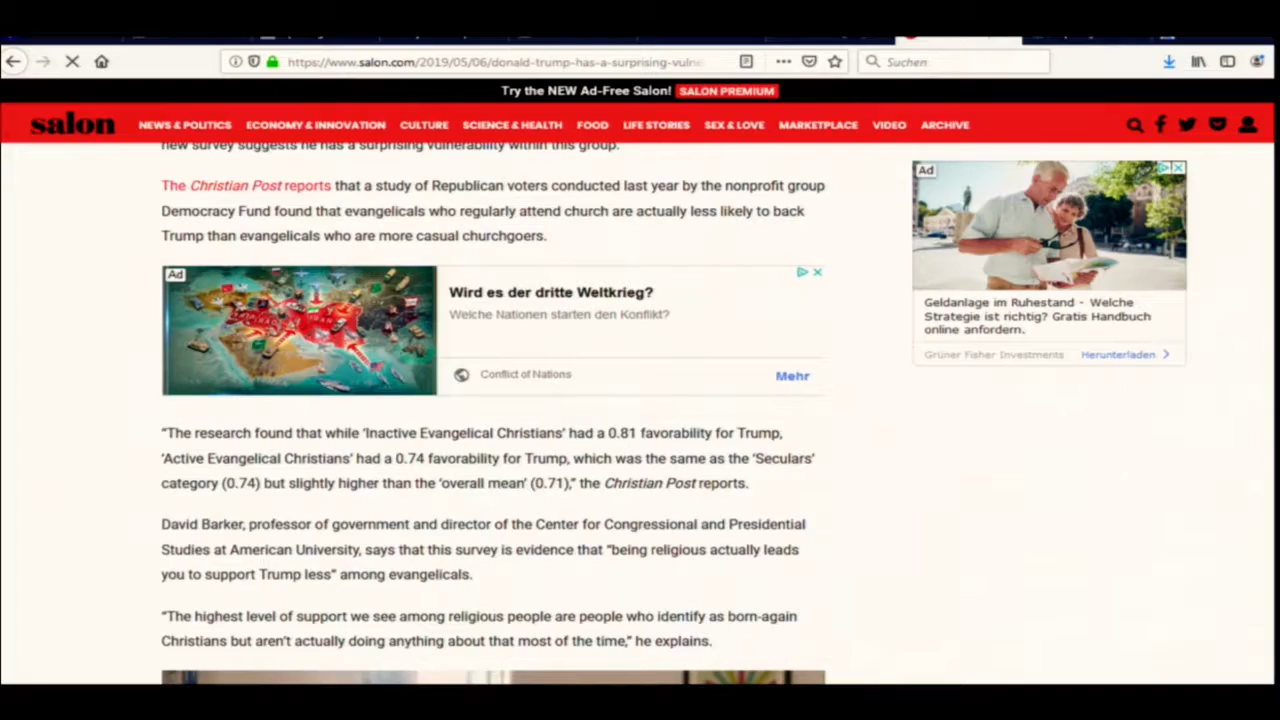 https://www.salon.com/2019/05/06/donald-trump-has-a-surprising-vulne
Suchen
Try the NEW Ad-Free Salon! SALON PREMIUM
salon NEWS & POLITICS ECONOMY & INNOVATION CULTURE SCIENCE & HEALTH FOOD LIFE STORIES SEX & LOVE MARKETPLACE VIDEO ARCHIVE
new survey suggests he has a surprising vulnerability within this group.
The Christian Post reports that a study of Republican voters conducted last year by the nonprofit group
Democracy Fund found that evangelicals who regularly attend church are actually less likely to back
Trump than evangelicals who are more casual churchgoers.
Ad
Wird es der dritte Weltkrieg?
Welche Nationen starten den Konflikt?
Conflict of Nations
Mehr
Ad
Geldanlage im Ruhestand - Welche
Strategie ist richtig? Gratis Handbuch
online anfordern.
Grüner Fisher Investments Herunterladen
“The research found that while ‘Inactive Evangelical Christians’ had a 0.81 favorability for Trump,
‘Active Evangelical Christians’ had a 0.74 favorability for Trump, which was the same as the ‘Seculars’
category (0.74) but slightly higher than the ‘overall mean’ (0.71),” the Christian Post reports.
David Barker, professor of government and director of the Center for Congressional and Presidential
Studies at American University, says that this survey is evidence that “being religious actually leads
you to support Trump less” among evangelicals.
“The highest level of support we see among religious people are people who identify as born-again
Christians but aren’t actually doing anything about that most of the time,” he explains.